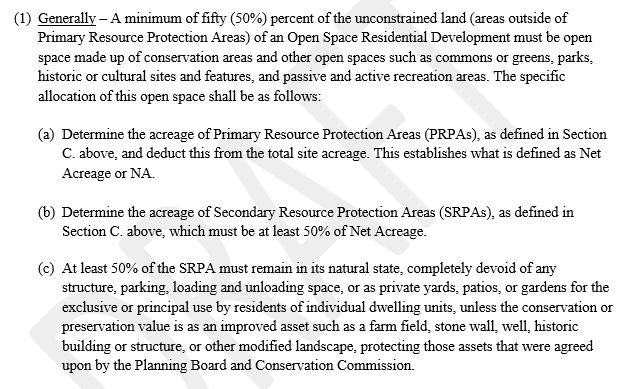 (1) Generally – A minimum of fifty (50%) percent of the unconstrained land (areas outside of
Primary Resource Protection Areas) of an Open Space Residential Development must be open
space made up of conservation areas and other open spaces such as commons or greens, parks,
historic or cultural sites and features, and passive and active recreation areas. The specific
allocation of this open space shall be as follows:
(a) Determine the acreage of Primary Resource Protection Areas (PRPAs), as defined in Section
C. above, and deduct this from the total site acreage. This establishes what is defined as Net
Acreage or NA.
(b) Determine the acreage of Secondary Resource Protection Areas (SRPAs), as defined in
Section C. above, which must be at least 50% of Net Acreage.
(c) At least 50% of the SRPA must remain in its natural state, completely devoid of any
structure, parking, loading and unloading space, or as private yards, patios, or gardens for the
exclusive or principal use by residents of individual dwelling units, unless the conservation or
preservation value is as an improved asset such as a farm field, stone wall, well, historic
building or structure, or other modified landscape, protecting those assets that were agreed
upon by the Planning Board and Conservation Commission.
DRAFT